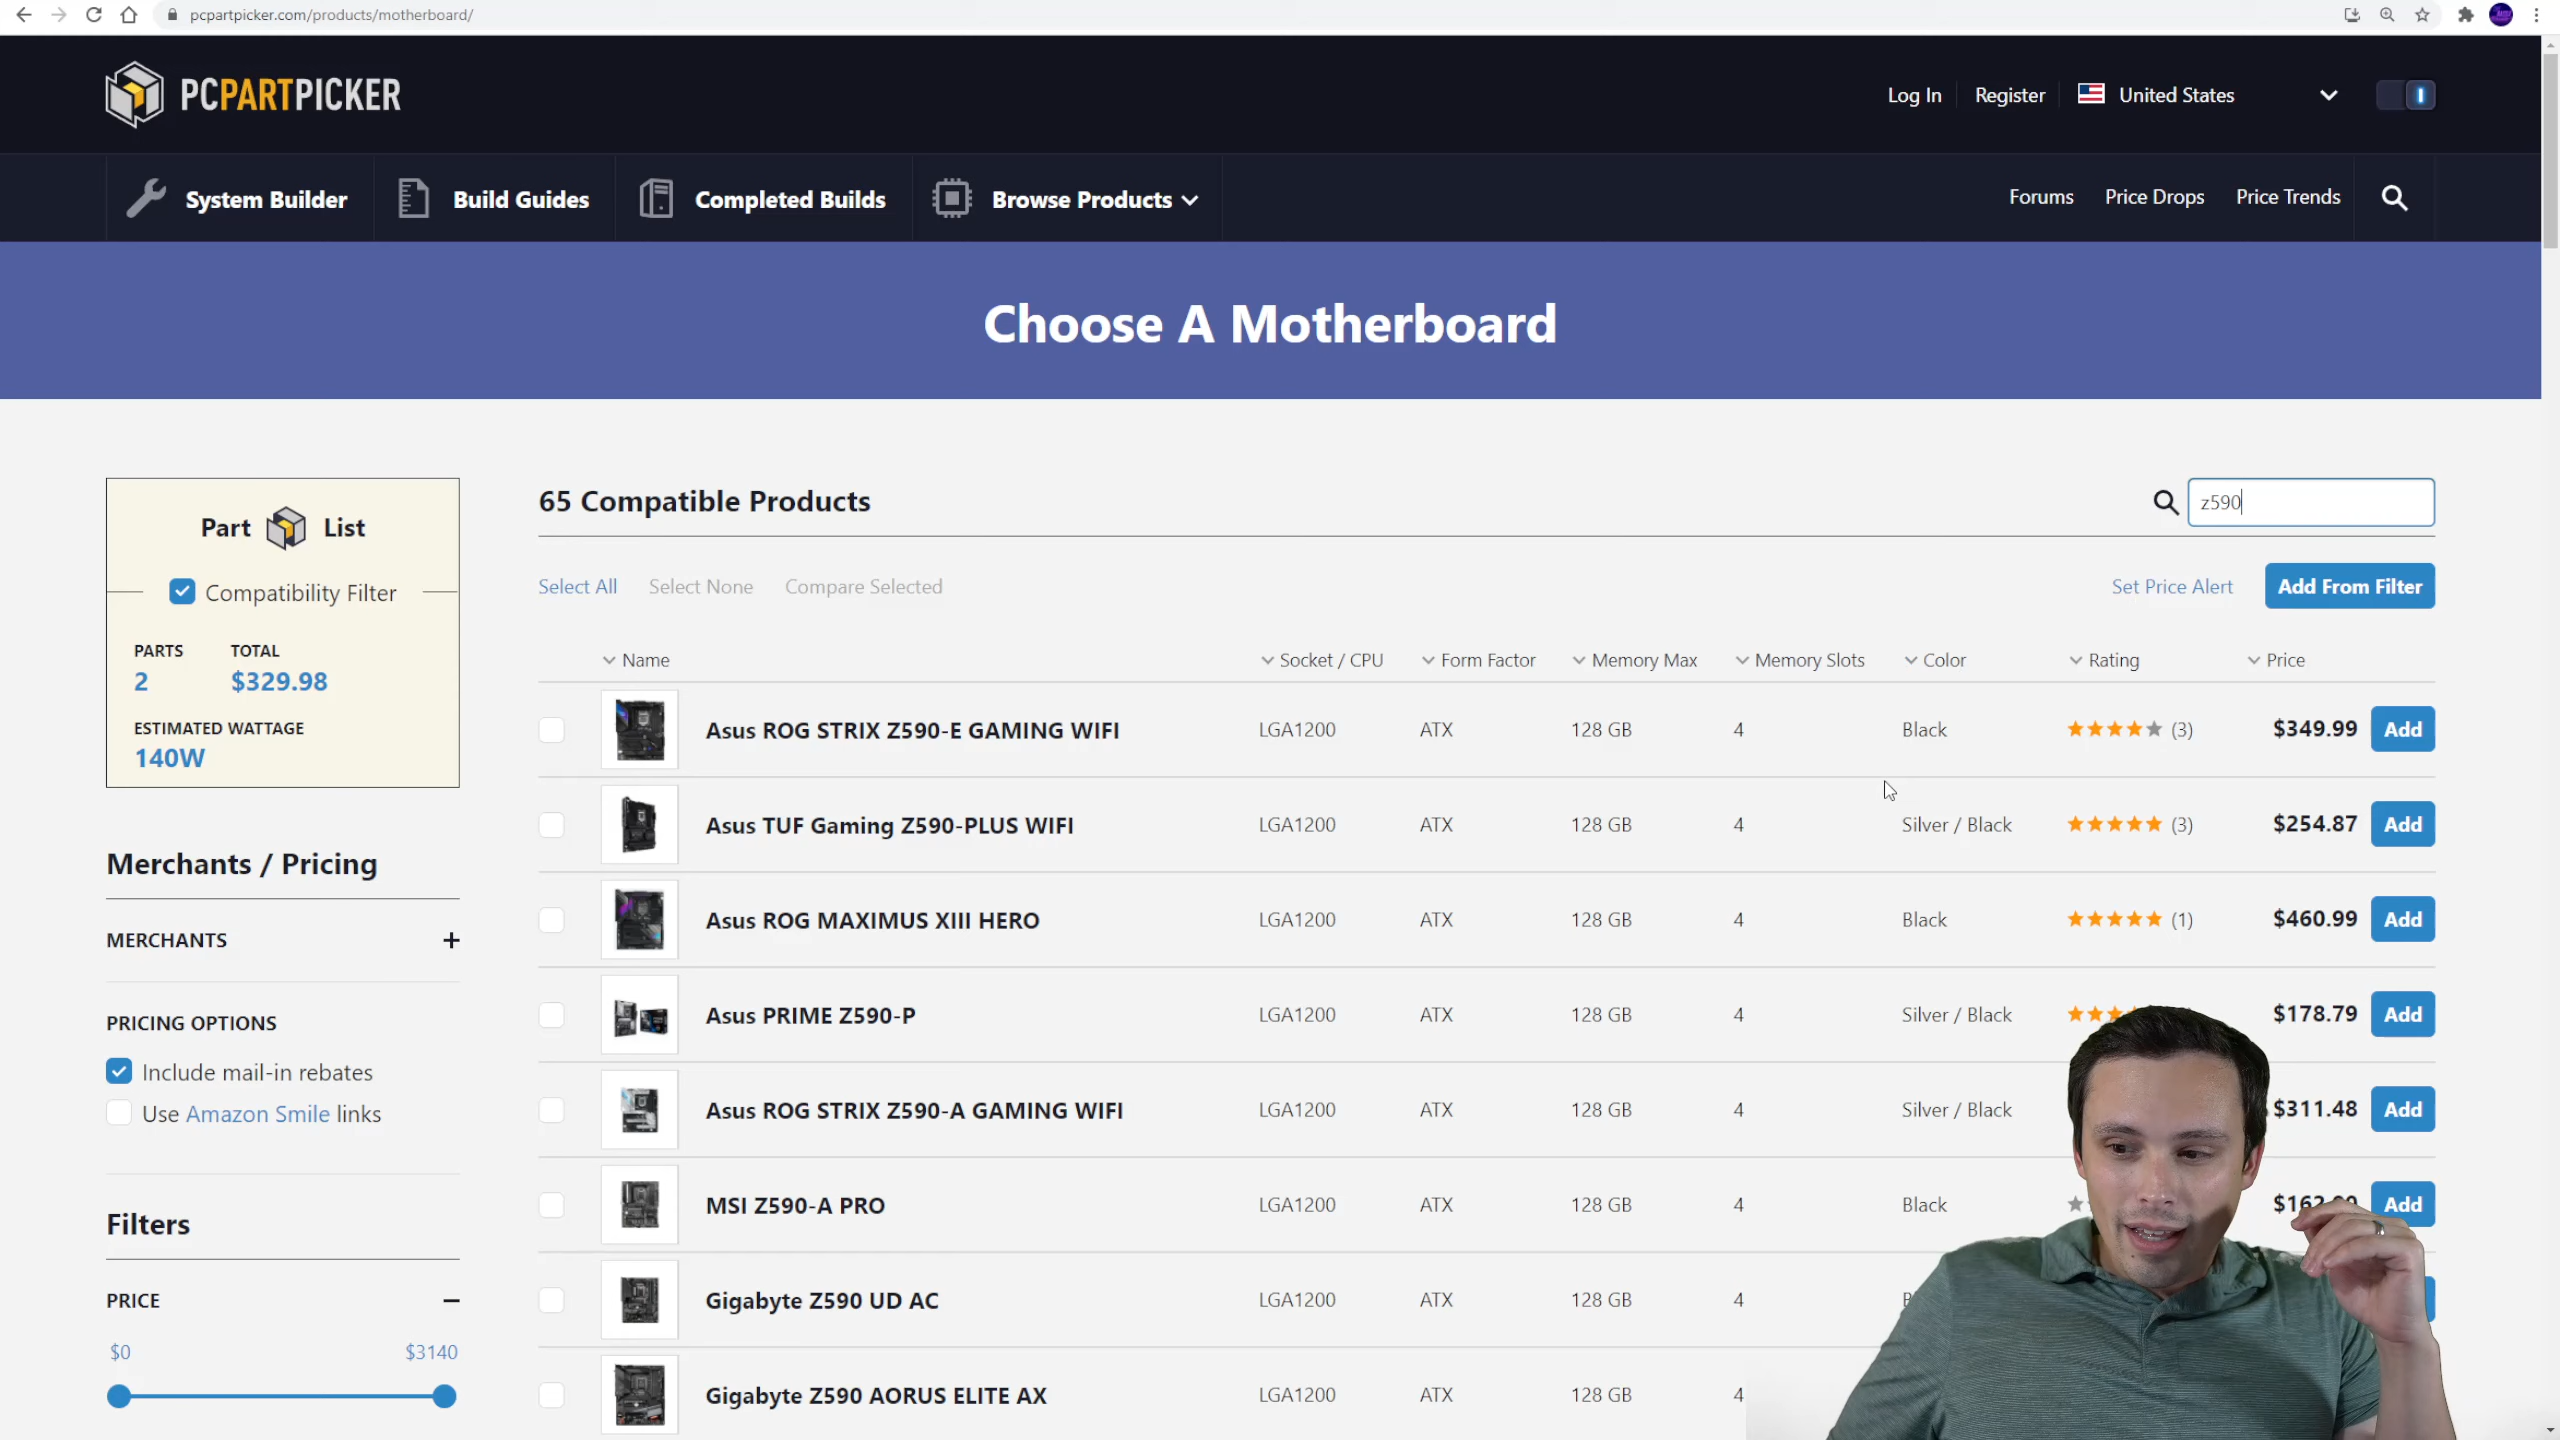 pcpartpicker.com/products/motherboard/
PCPARTPICKER
Log In
Register
United States
System Builder
Build Guides
Completed Builds
Browse Products
Forums
Price Drops
Price Trends
Choose A Motherboard
Part List
Compatibility Filter
PARTS TOTAL
2 $329.98
ESTIMATED WATTAGE
140W
Merchants / Pricing
MERCHANTS +
PRICING OPTIONS
Include mail-in rebates
Use Amazon Smile links
Filters
PRICE −
$0 $3140
65 Compatible Products
z590
Select All Select None Compare Selected Set Price Alert Add From Filter
Name Socket / CPU Form Factor Memory Max Memory Slots Color Rating Price
Asus ROG STRIX Z590-E GAMING WIFI LGA1200 ATX 128 GB 4 Black (3) $349.99 Add
Asus TUF Gaming Z590-PLUS WIFI LGA1200 ATX 128 GB 4 Silver / Black (3) $254.87 Add
Asus ROG MAXIMUS XIII HERO LGA1200 ATX 128 GB 4 Black (1) $460.99 Add
Asus PRIME Z590-P LGA1200 ATX 128 GB 4 Silver / Black $178.79 Add
Asus ROG STRIX Z590-A GAMING WIFI LGA1200 ATX 128 GB 4 Silver / Black $311.48 Add
MSI Z590-A PRO LGA1200 ATX 128 GB 4 Black Add
Gigabyte Z590 UD AC LGA1200 ATX 128 GB 4
Gigabyte Z590 AORUS ELITE AX LGA1200 ATX 128 GB 4